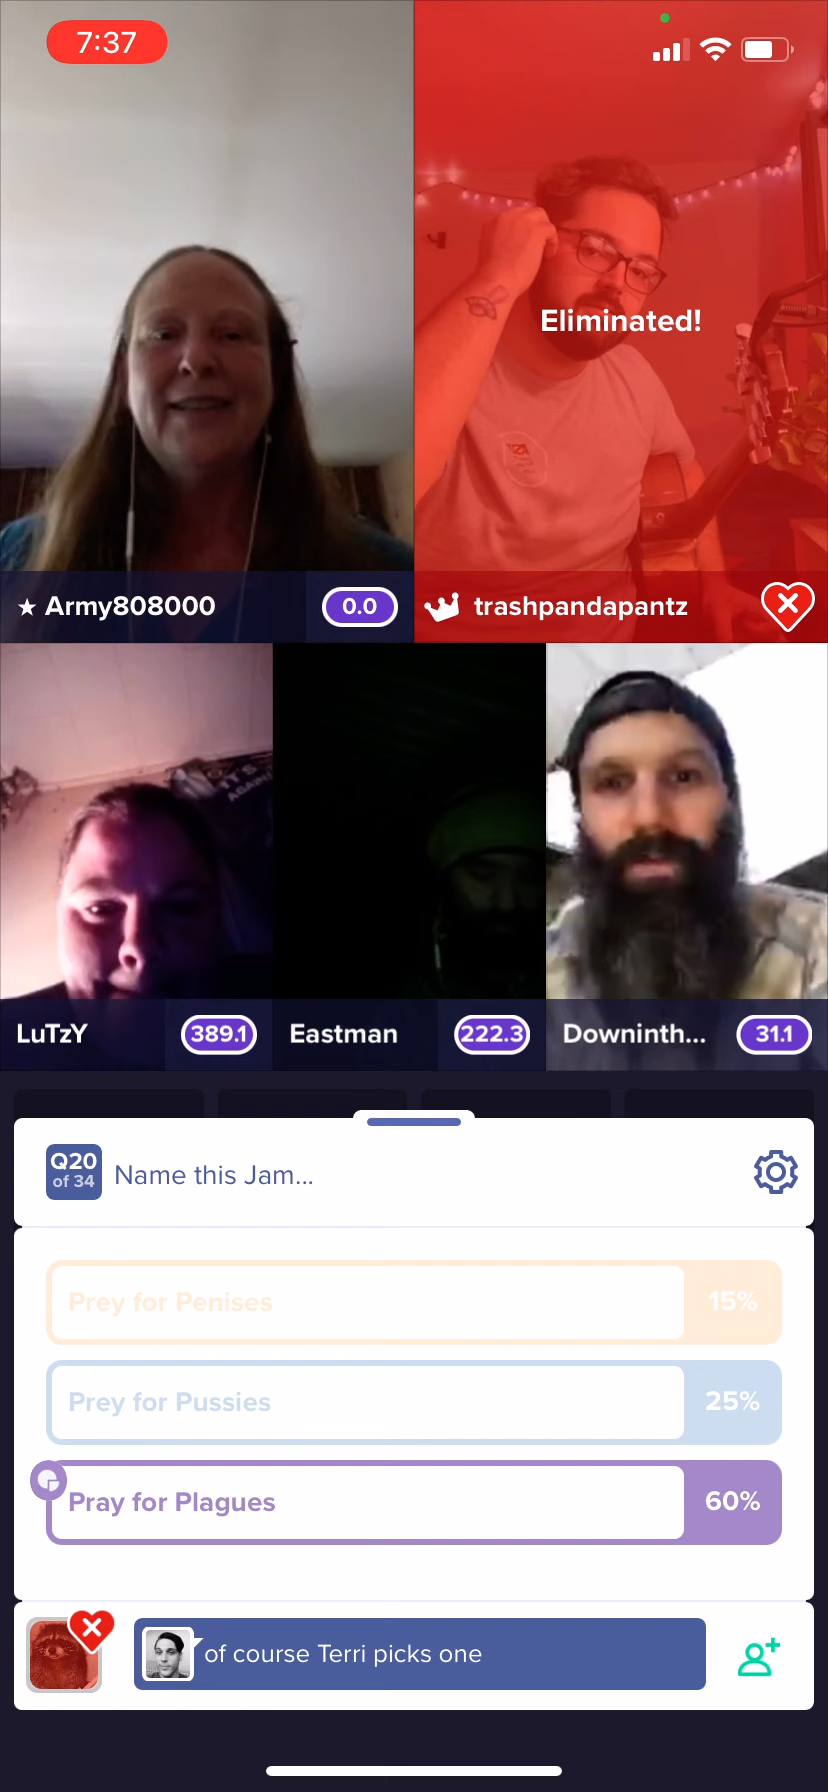 7:37
Eliminated!
★ Army808000 0.0
trashpandapantz
IT'S
AGAIN
LuTzY 389.1
Eastman 222.3
Downinth... 31.1
Q20
of 34
Name this Jam...
Prey for Penises 15%
Prey for Pussies 25%
Pray for Plagues 60%
of course Terri picks one